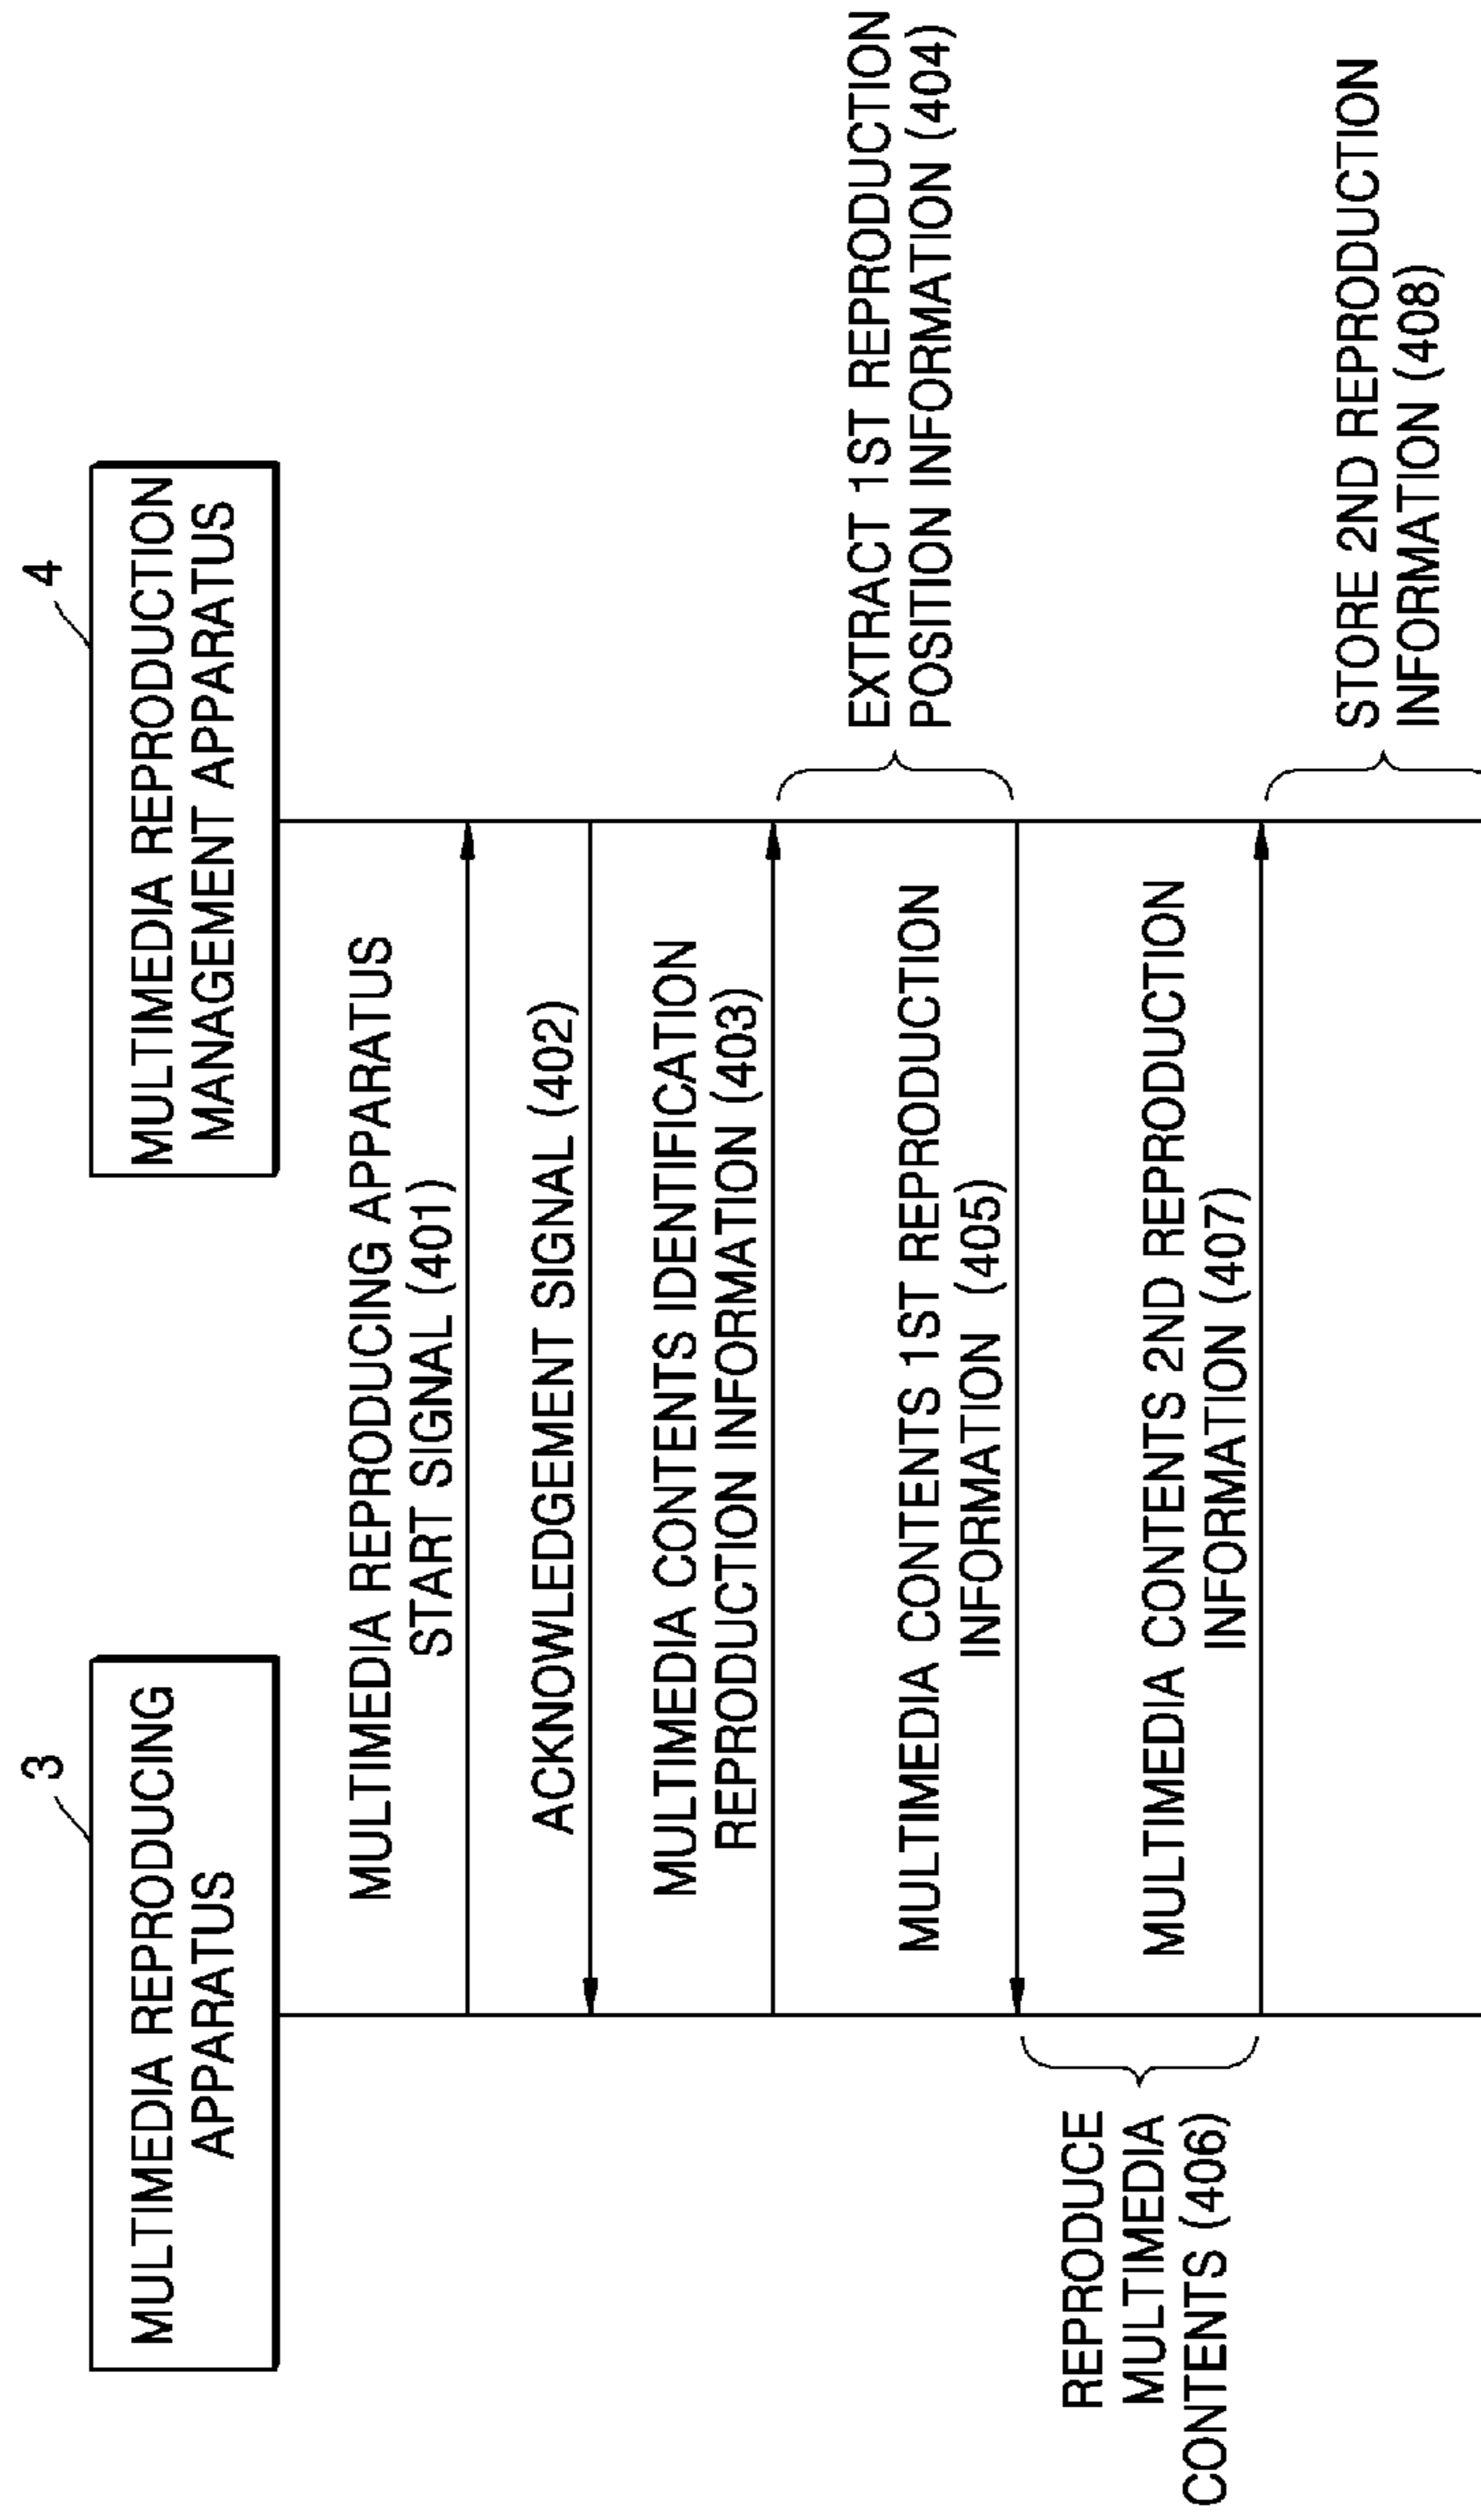 3
4
MULTIMEDIA REPRODUCING
APPARATUS
MULTIMEDIA REPRODUCTION
MANAGEMENT APPARATUS
MULTIMEDIA REPRODUCING APPARATUS
START SIGNAL (401)
ACKNOWLEDGEMENT SIGNAL (402)
MULTIMEDIA CONTENTS IDENTIFICATION
REPRODUCTION INFORMATION (403)
EXTRACT 1ST REPRODUCTION
POSITION INFORMATION (404)
MULTIMEDIA CONTENTS 1ST REPRODUCTION
INFORMATION (405)
REPRODUCE
MULTIMEDIA
CONTENTS (406)
MULTIMEDIA CONTENTS 2ND REPRODUCTION
INFORMATION (407)
STORE 2ND REPRODUCTION
INFORMATION (408)